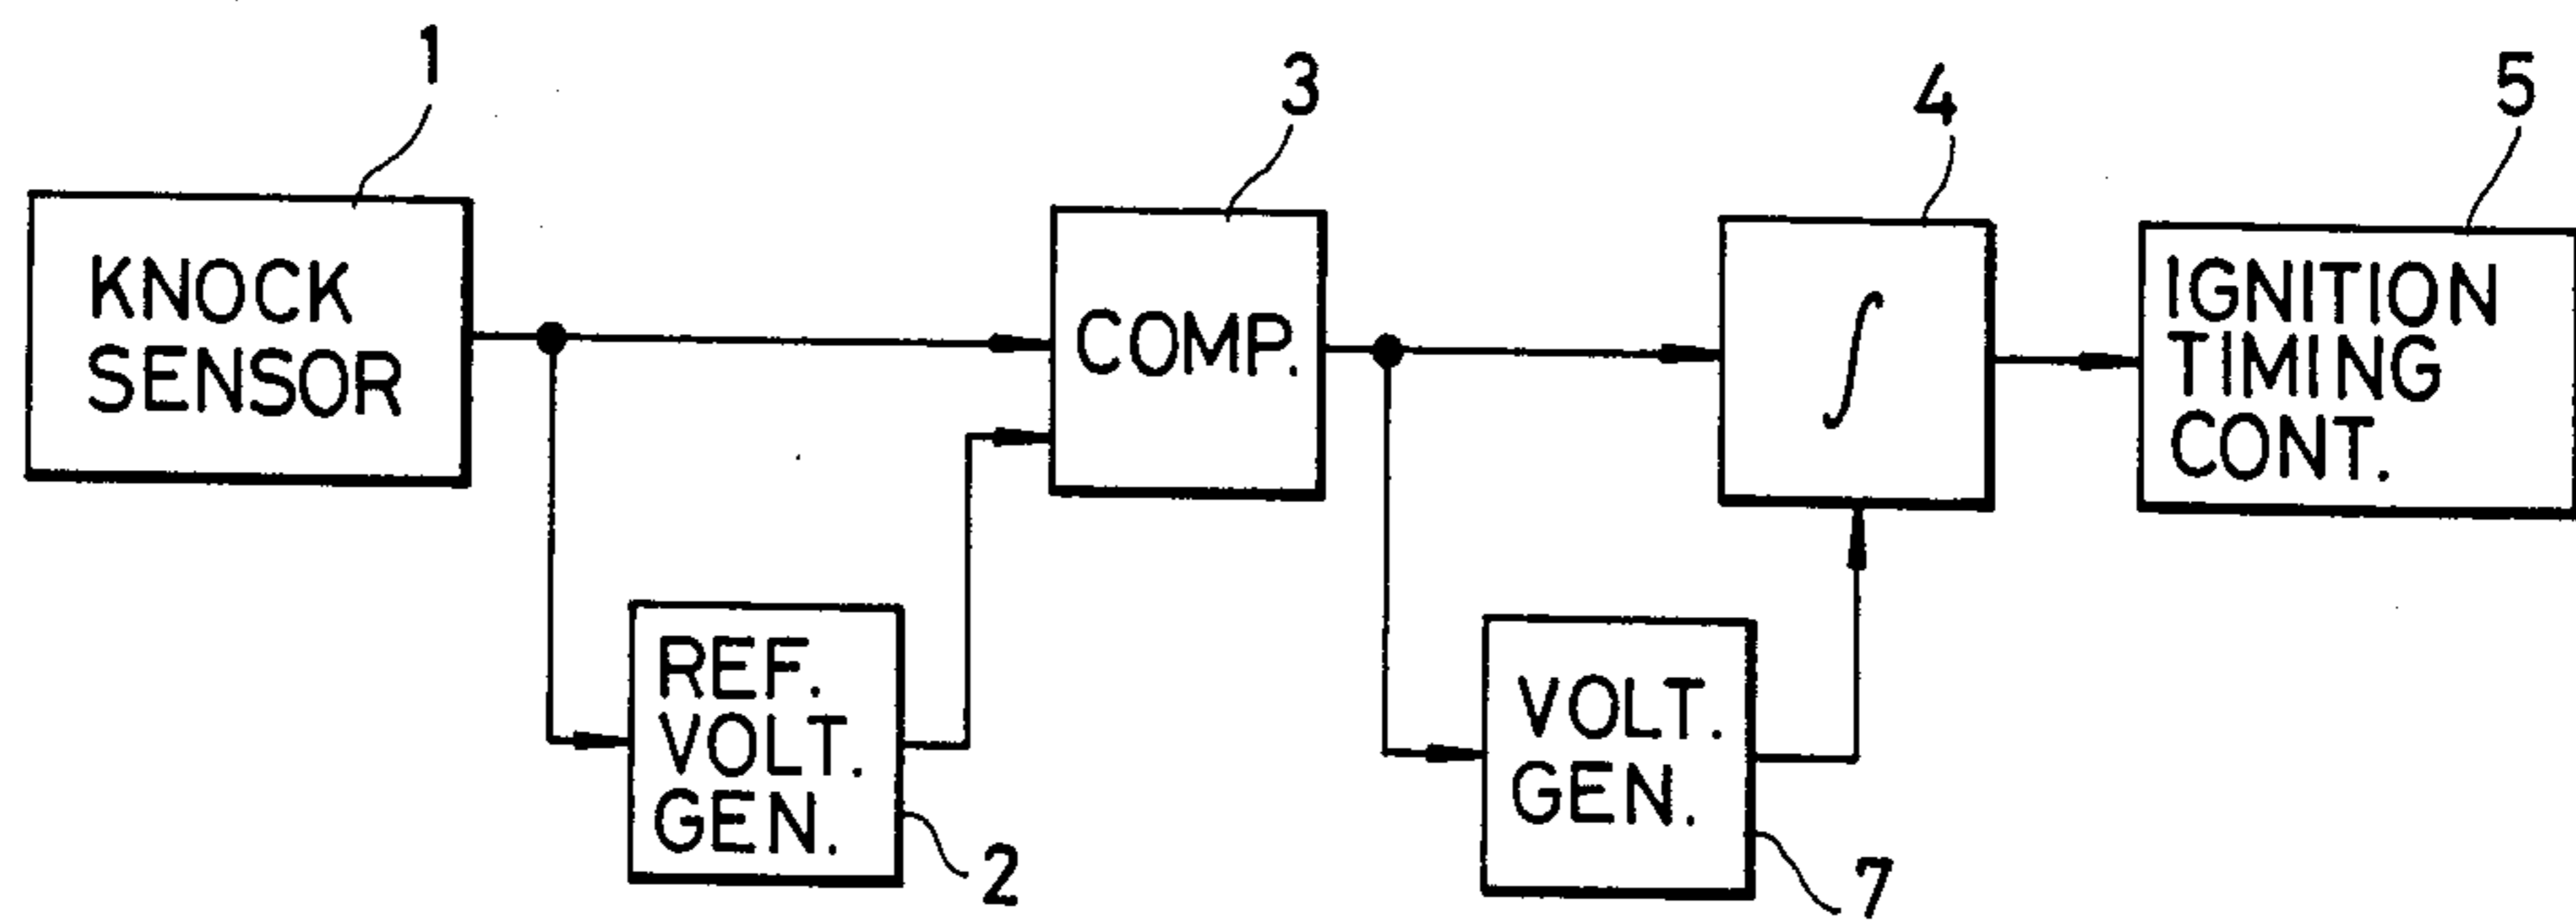 1
3
4
5
KNOCK
SENSOR
COMP.
∫
IGNITION
TIMING
CONT.
REF.
VOLT.
GEN.
2
VOLT.
GEN.
7